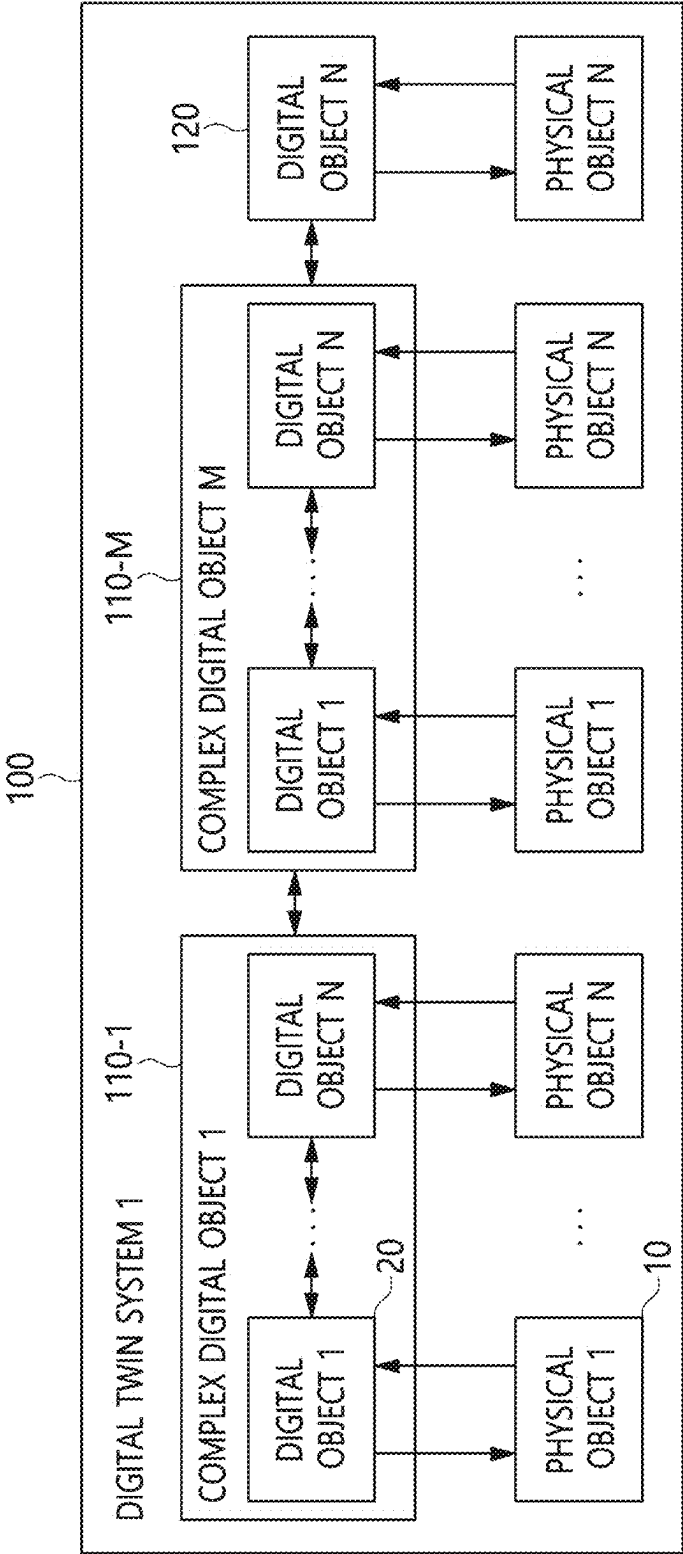 100
DIGITAL TWIN SYSTEM 1
110-1
COMPLEX DIGITAL OBJECT 1
DIGITAL
OBJECT 1
20
...
DIGITAL
OBJECT N
PHYSICAL
OBJECT 1
10
...
PHYSICAL
OBJECT N
110-M
COMPLEX DIGITAL OBJECT M
DIGITAL
OBJECT 1
...
DIGITAL
OBJECT N
PHYSICAL
OBJECT 1
...
PHYSICAL
OBJECT N
120
DIGITAL
OBJECT N
PHYSICAL
OBJECT N